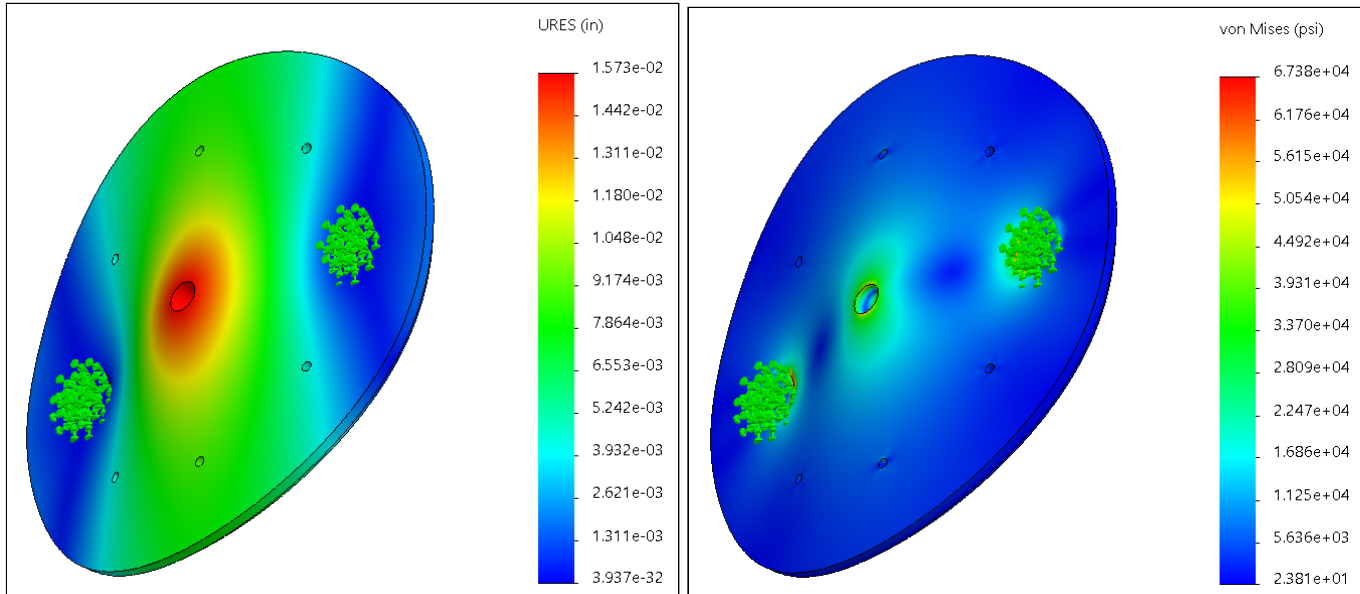 URES (in)
1.573e-02
1.442e-02
1.311e-02
1.180e-02
1.048e-02
9.174e-03
7.864e-03
6.553e-03
5.242e-03
3.932e-03
2.621e-03
1.311e-03
3.937e-32
von Mises (psi)
6.738e+04
6.176e+04
5.615e+04
5.054e+04
4.492e+04
3.931e+04
3.370e+04
2.809e+04
2.247e+04
1.686e+04
1.125e+04
5.636e+03
2.381e+01